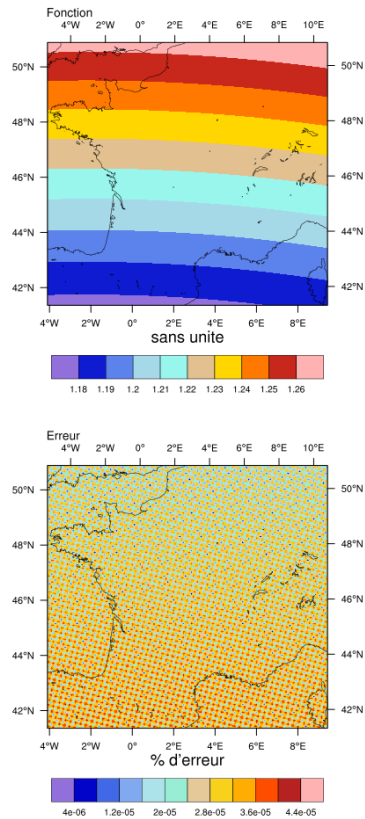 Fonction
4°W 2°W 0° 2°E 4°E 6°E 8°E 10°E
50°N 50°N
48°N 48°N
46°N 46°N
44°N 44°N
42°N 42°N
4°W 2°W 0° 2°E 4°E 6°E 8°E
sans unite
1.18 1.19 1.2 1.21 1.22 1.23 1.24 1.25 1.26
Erreur
4°W 2°W 0° 2°E 4°E 6°E 8°E 10°E
50°N 50°N
48°N 48°N
46°N 46°N
44°N 44°N
42°N 42°N
4°W 2°W 0° 2°E 4°E 6°E 8°E
% d'erreur
4e-06 1.2e-05 2e-05 2.8e-05 3.6e-05 4.4e-05